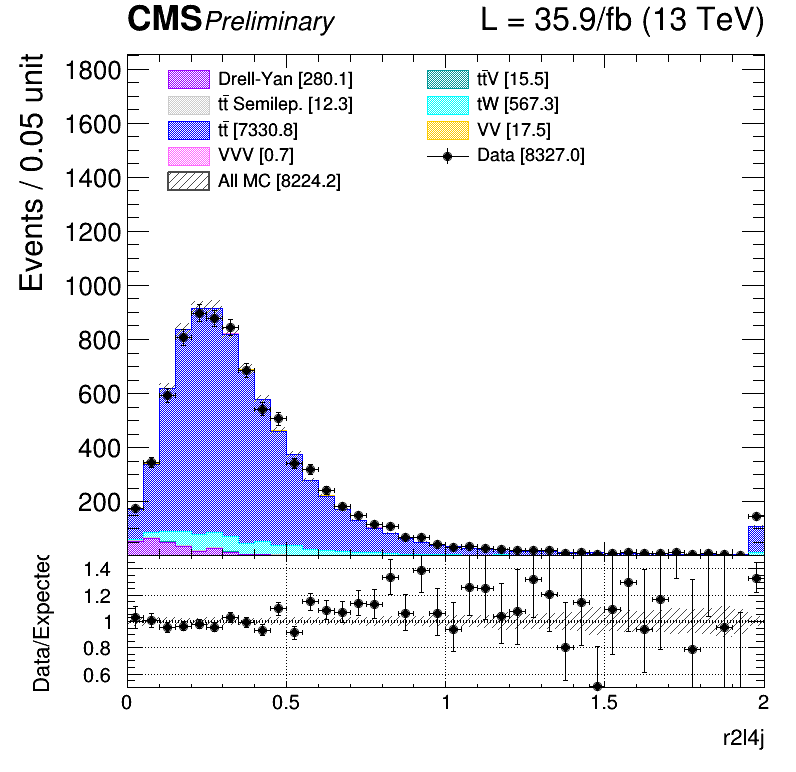 CMS Preliminary L = 35.9/fb (13 TeV)
Events / 0.05 unit
1800
1600
1400
1200
1000
800
600
400
200
Drell-Yan [280.1]
tt̄ Semilep. [12.3]
tt̄ [7330.8]
VVV [0.7]
All MC [8224.2]
tt̄V [15.5]
tW [567.3]
VV [17.5]
Data [8327.0]
Data/Expected
1.4
1.2
1
0.8
0.6
0 0.5 1 1.5 2
r2l4j